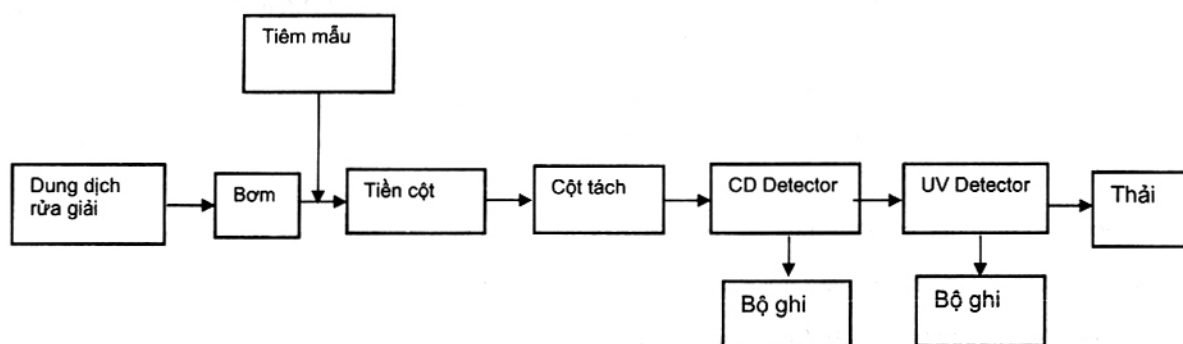 Tiêm mẫu
Dung dịch
rửa giải
Bơm
Tiền cột
Cột tách
CD Detector
UV Detector
Thải
Bộ ghi
Bộ ghi